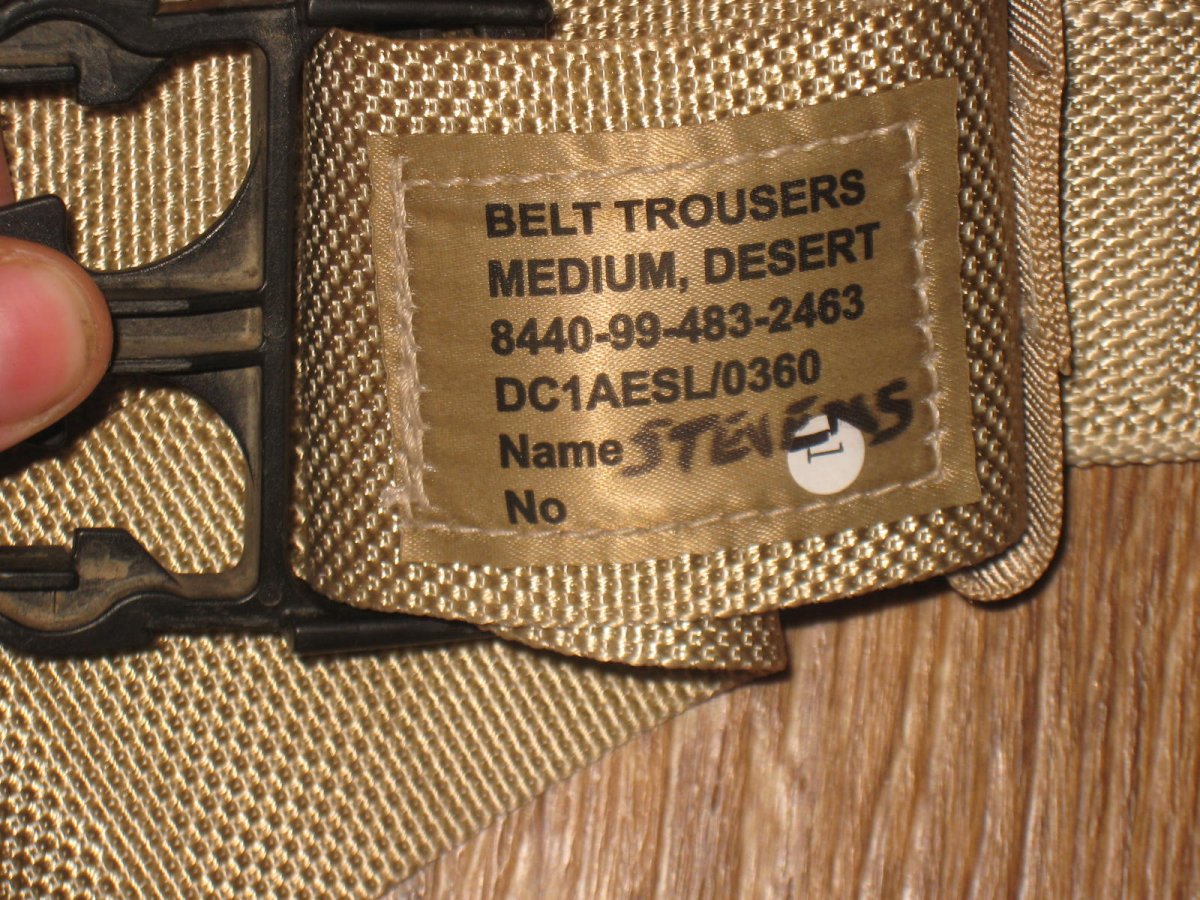 BELT TROUSERS
MEDIUM, DESERT
8440-99-483-2463
DC1AESL/0360
Name STEVENS
No